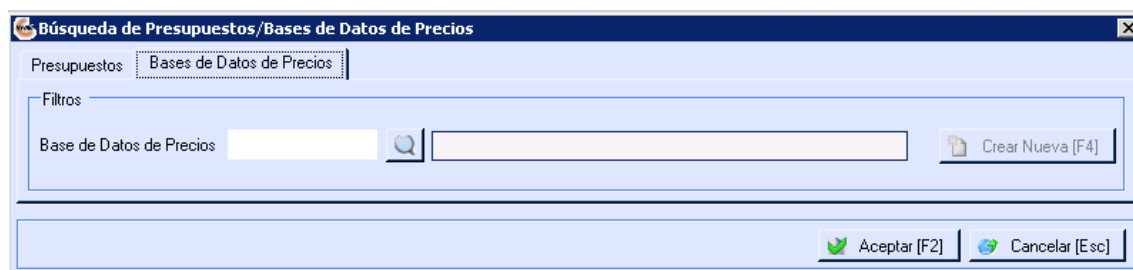 Búsqueda de Presupuestos/Bases de Datos de Precios
Presupuestos Bases de Datos de Precios
Filtros
Base de Datos de Precios Crear Nueva [F4]
Aceptar [F2] Cancelar [Esc]